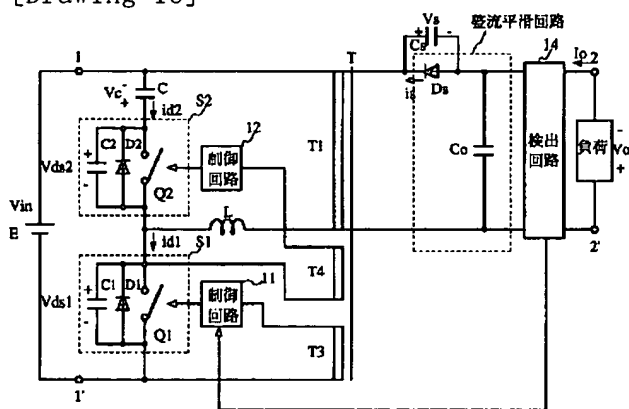 [Drawing 10]
整流平滑回路
Vs
+ -
Cs
14
1
T
Io
2
Vc
-
+
C
id2
is
Ds
S2
12
C2
D2
制御
回路
T1
Co
検出
回路
負荷
-
Vo
+
Vds2
+
-
Q2
Vin
E
L
id1
S1
2'
T4
11
C1
D1
制御
回路
Vds1
+
-
Q1
T3
1'